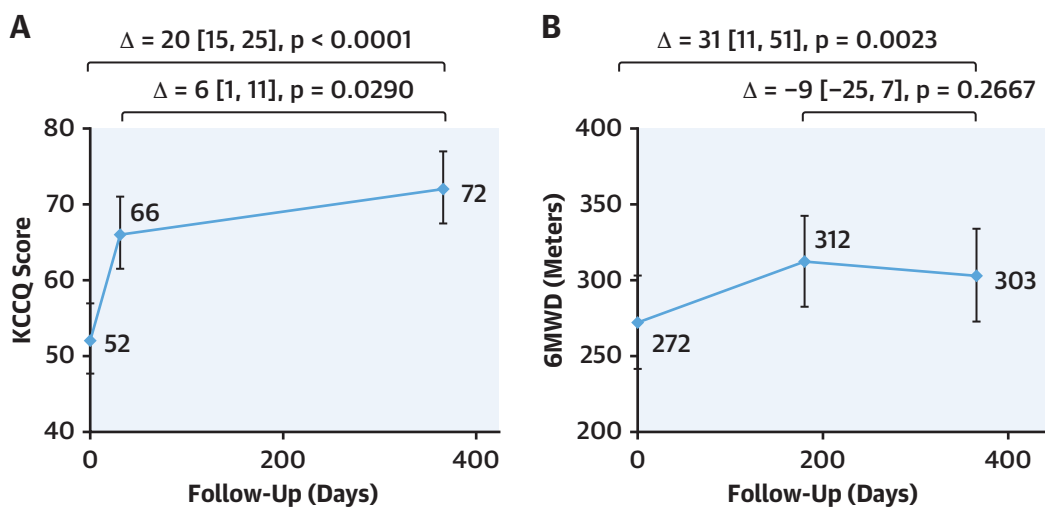 A
Δ = 20 [15, 25], p < 0.0001
Δ = 6 [1, 11], p = 0.0290
80
70
60
50
40
KCCQ Score
66
72
52
0
200
400
Follow-Up (Days)
B
Δ = 31 [11, 51], p = 0.0023
Δ = −9 [−25, 7], p = 0.2667
400
350
300
250
200
6MWD (Meters)
312
303
272
0
200
400
Follow-Up (Days)